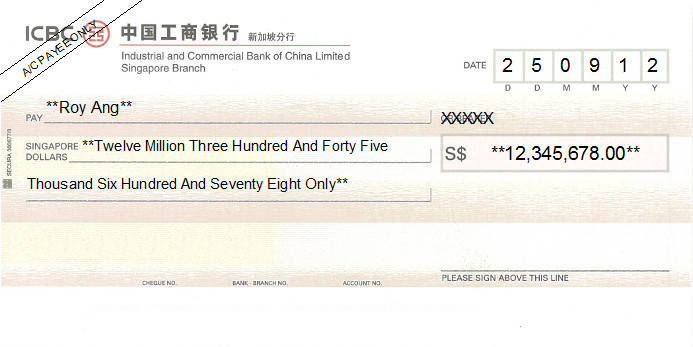 ICBC 中国工商银行 新加坡分行
A/C PAYEE ONLY
Industrial and Commercial Bank of China Limited
Singapore Branch
DATE 2 5 0 9 1 2
D D M M Y Y
PAY **Roy Ang** XXXXX
SINGAPORE DOLLARS **Twelve Million Three Hundred And Forty Five
S$ **12,345,678.00**
Thousand Six Hundred And Seventy Eight Only**
PLEASE SIGN ABOVE THIS LINE
CHEQUE NO. BANK - BRANCH NO. ACCOUNT NO.